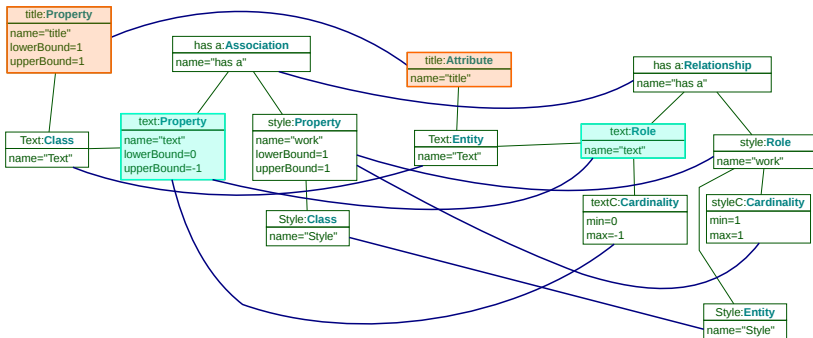 title:Property
name="title"
lowerBound=1
upperBound=1
has a:Association
name="has a"
title:Attribute
name="title"
has a:Relationship
name="has a"
Text:Class
name="Text"
text:Property
name="text"
lowerBound=0
upperBound=-1
style:Property
name="work"
lowerBound=1
upperBound=1
Text:Entity
name="Text"
text:Role
name="text"
style:Role
name="work"
Style:Class
name="Style"
textC:Cardinality
min=0
max=-1
styleC:Cardinality
min=1
max=1
Style:Entity
name="Style"